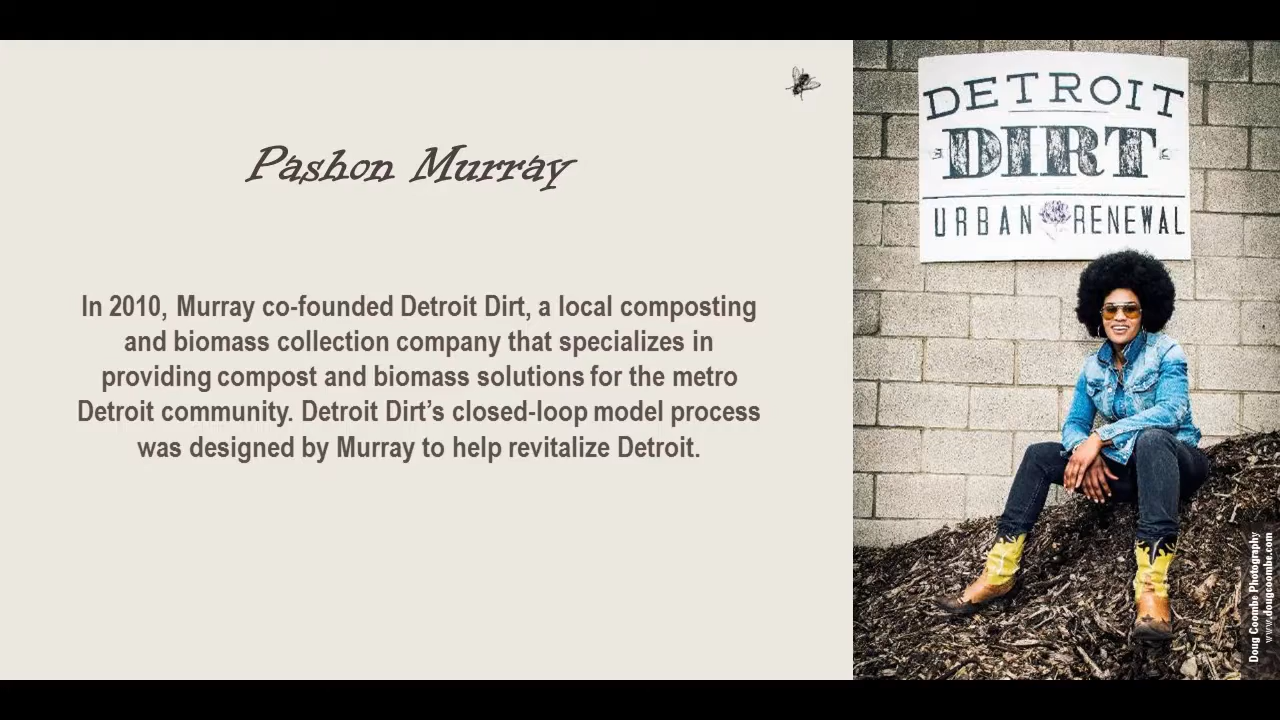 Pashon Murray
In 2010, Murray co-founded Detroit Dirt, a local composting
and biomass collection company that specializes in
providing compost and biomass solutions for the metro
Detroit community. Detroit Dirt’s closed-loop model process
was designed by Murray to help revitalize Detroit.
DETROIT
DIRT
URBAN RENEWAL
Doug Coombe Photography
www.dougcoombe.com